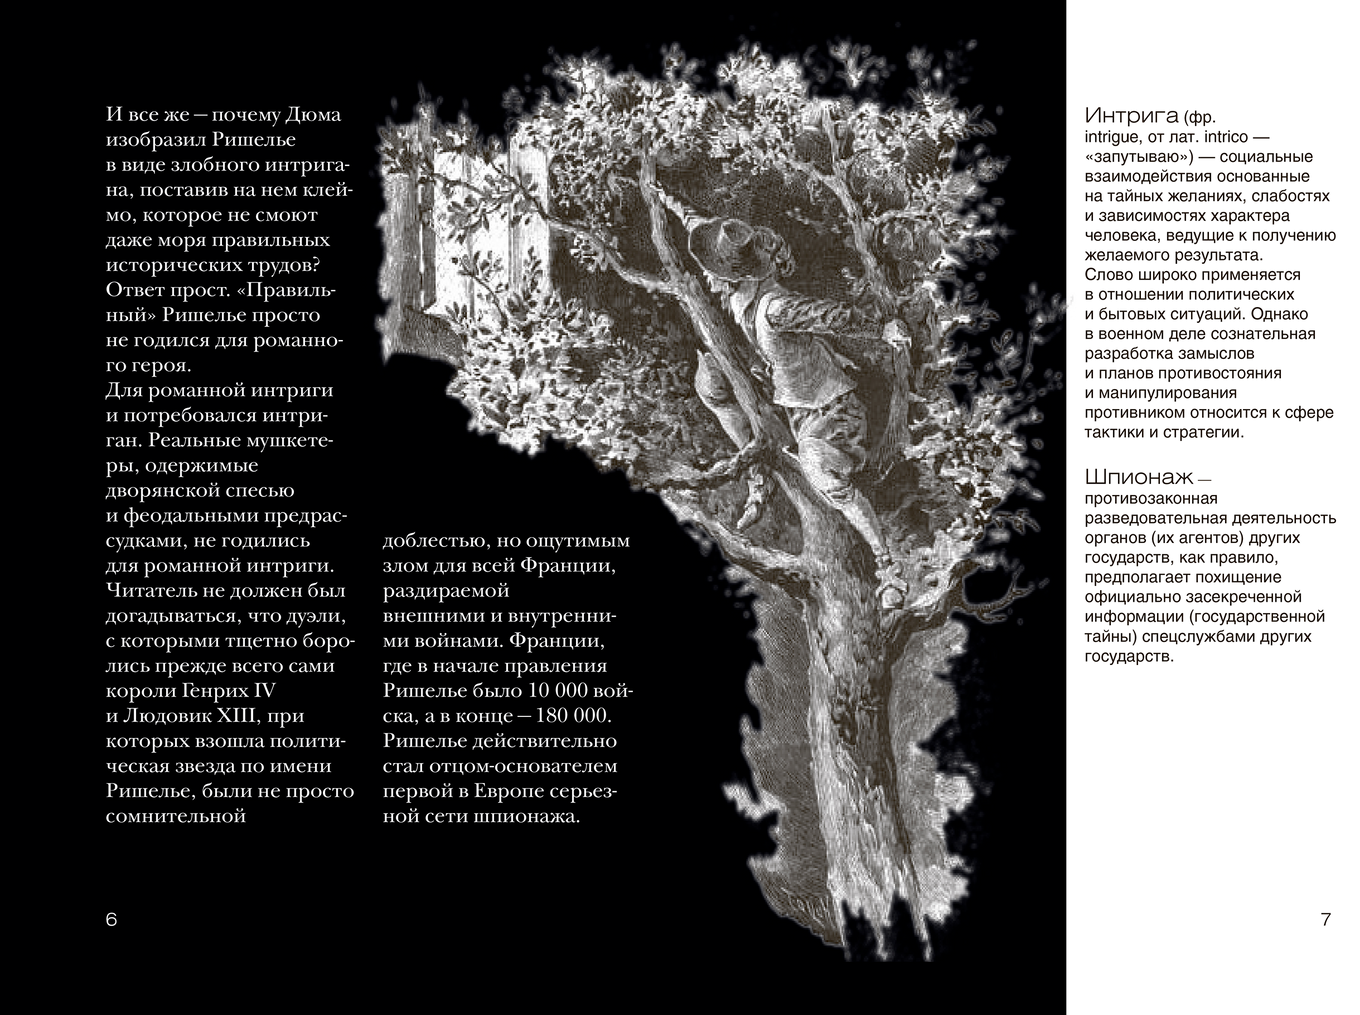 И все же — почему Дюма
изобразил Ришелье
в виде злобного интрига-
на, поставив на нем клей-
мо, которое не смоют
даже моря правильных
исторических трудов?
Ответ прост. «Правиль-
ный» Ришелье просто
не годился для романно-
го героя.
Для романной интриги
и потребовался интри-
ган. Реальные мушкете-
ры, одержимые
дворянской спесью
и феодальными предрас-
судками, не годились
для романной интриги.
Читатель не должен был
догадываться, что дуэли,
с которыми тщетно боро-
лись прежде всего сами
короли Генрих IV
и Людовик XIII, при
которых взошла полити-
ческая звезда по имени
Ришелье, были не просто
сомнительной
доблестью, но ощутимым
злом для всей Франции,
раздираемой
внешними и внутренни-
ми войнами. Франции,
где в начале правления
Ришелье было 10 000 вой-
ска, а в конце — 180 000.
Ришелье действительно
стал отцом-основателем
первой в Европе серьез-
ной сети шпионажа.
6
Интрига (фр.
intrigue, от лат. intrico —
«запутываю») — социальные
взаимодействия основанные
на тайных желаниях, слабостях
и зависимостях характера
человека, ведущие к получению
желаемого результата.
Слово широко применяется
в отношении политических
и бытовых ситуаций. Однако
в военном деле сознательная
разработка замыслов
и планов противостояния
и манипулирования
противником относится к сфере
тактики и стратегии.
Шпионаж —
противозаконная
разведовательная деятельность
органов (их агентов) других
государств, как правило,
предполагает похищение
официально засекреченной
информации (государственной
тайны) спецслужбами других
государств.
7